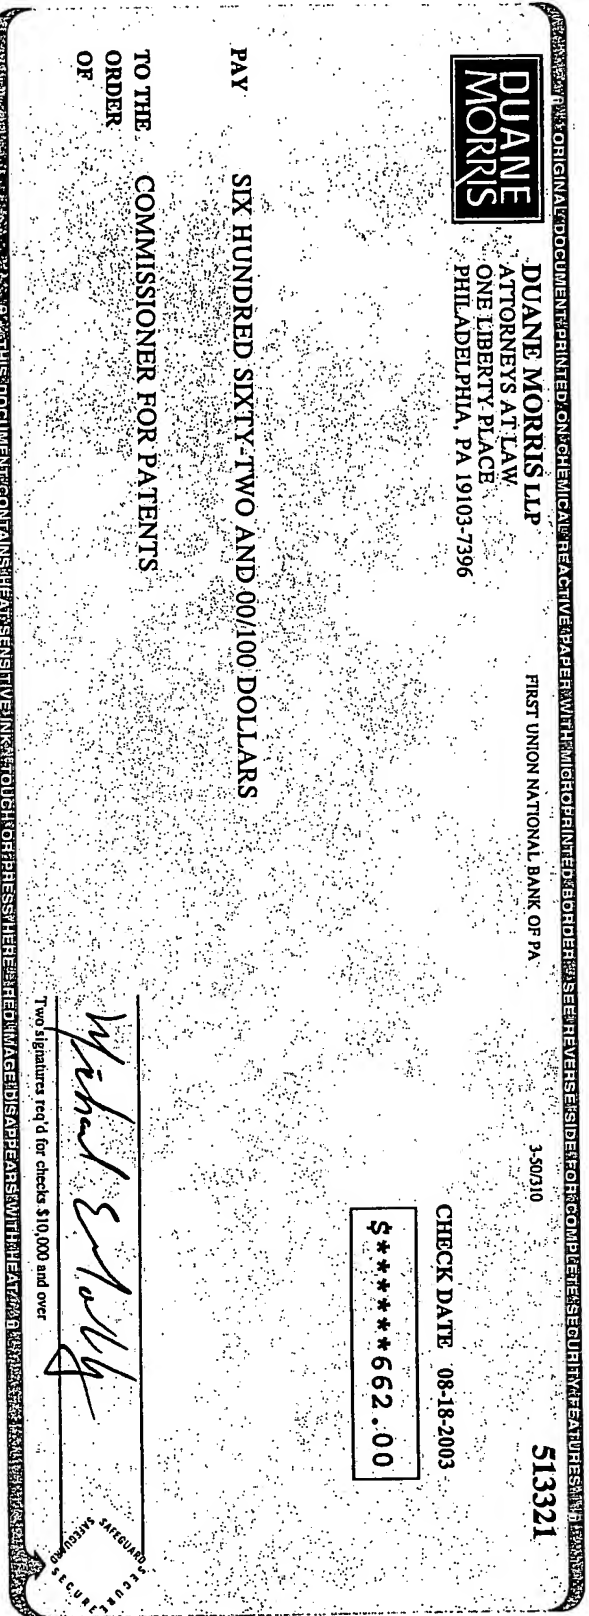 ORIGINAL DOCUMENT PRINTED ON CHEMICAL REACTIVE PAPER WITH MICROPRINTED BORDER SEE REVERSE SIDE FOR COMPLETE SECURITY FEATURES
DUANE
MORRIS
DUANE MORRIS LLP
ATTORNEYS AT LAW
ONE LIBERTY PLACE
PHILADELPHIA, PA 19103-7396
FIRST UNION NATIONAL BANK OF PA
3-50/310
513321
CHECK DATE 08-18-2003
$*******662.00
PAY SIX HUNDRED SIXTY-TWO AND 00/100 DOLLARS
TO THE
ORDER
OF
COMMISSIONER FOR PATENTS
Two signatures req'd for checks $10,000 and over
SAFEGUARD SECURE
SAFEGUARD
THIS DOCUMENT CONTAINS HEAT SENSITIVE INK TOUCH OR PRESS HERE RED IMAGE DISAPPEARS WITH HEAT